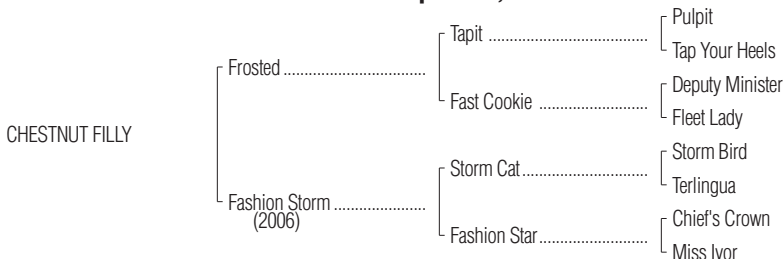 Pulpit
Tapit ........................................
Tap Your Heels
Frosted ....................................
Deputy Minister
Fast Cookie ...........................
Fleet Lady
CHESTNUT FILLY
Storm Bird
Storm Cat ................................
Terlingua
Fashion Storm .......................
(2006)
Chief's Crown
Fashion Star ...........................
Miss Ivor